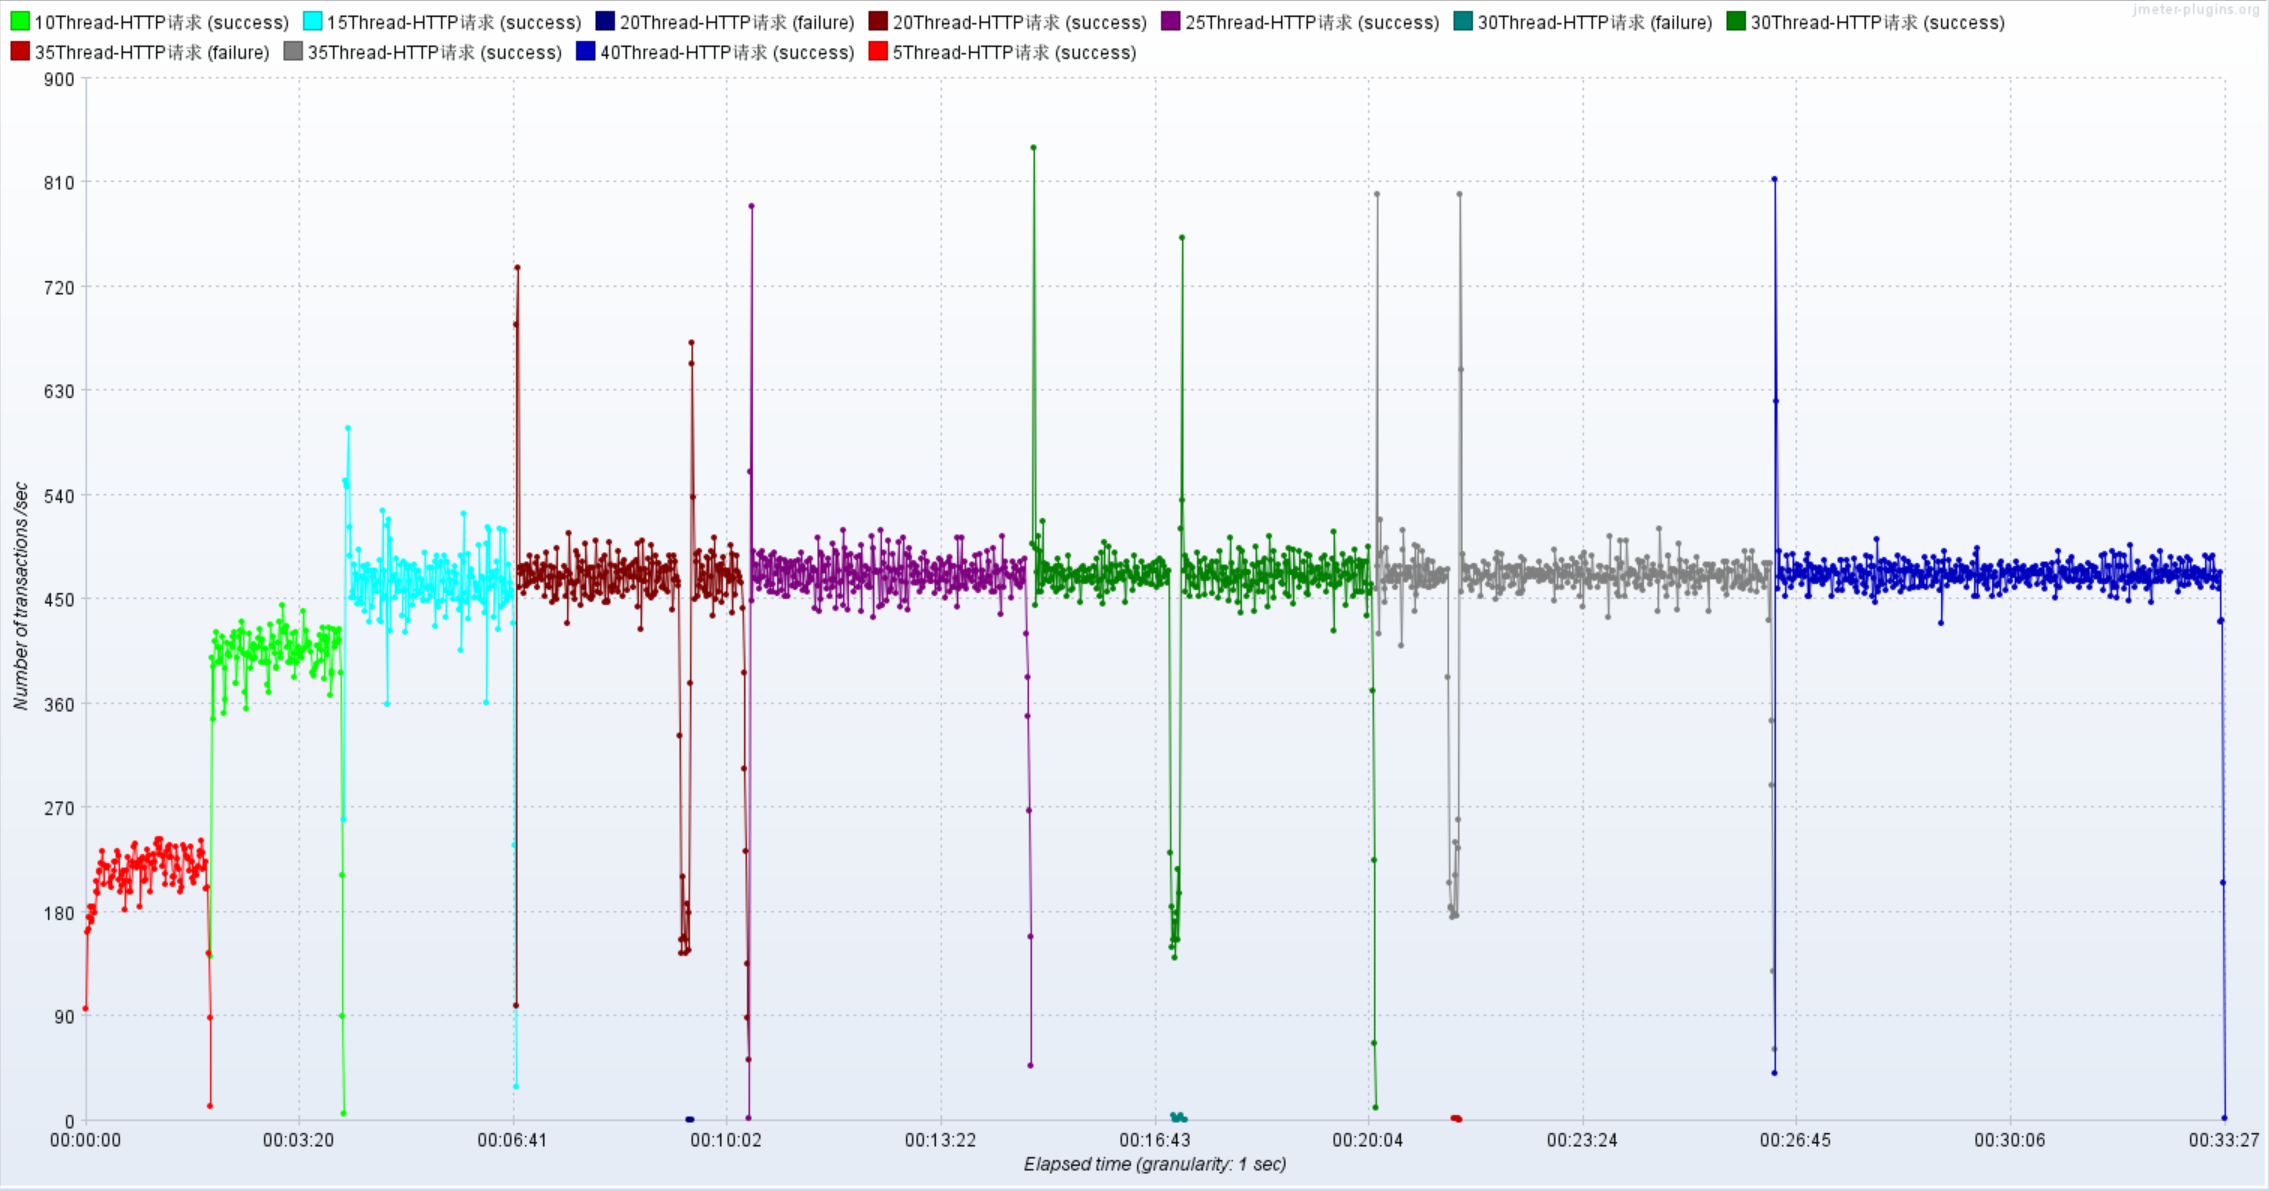 jmeter-plugins.org
10Thread-HTTP请求 (success) 15Thread-HTTP请求 (success) 20Thread-HTTP请求 (failure) 20Thread-HTTP请求 (success) 25Thread-HTTP请求 (success) 30Thread-HTTP请求 (failure) 30Thread-HTTP请求 (success)
35Thread-HTTP请求 (failure) 35Thread-HTTP请求 (success) 40Thread-HTTP请求 (success) 5Thread-HTTP请求 (success)
900
810
720
630
540
450
360
270
180
90
0
Number of transactions /sec
00:00:00 00:03:20 00:06:41 00:10:02 00:13:22 00:16:43 00:20:04 00:23:24 00:26:45 00:30:06 00:33:27
Elapsed time (granularity: 1 sec)